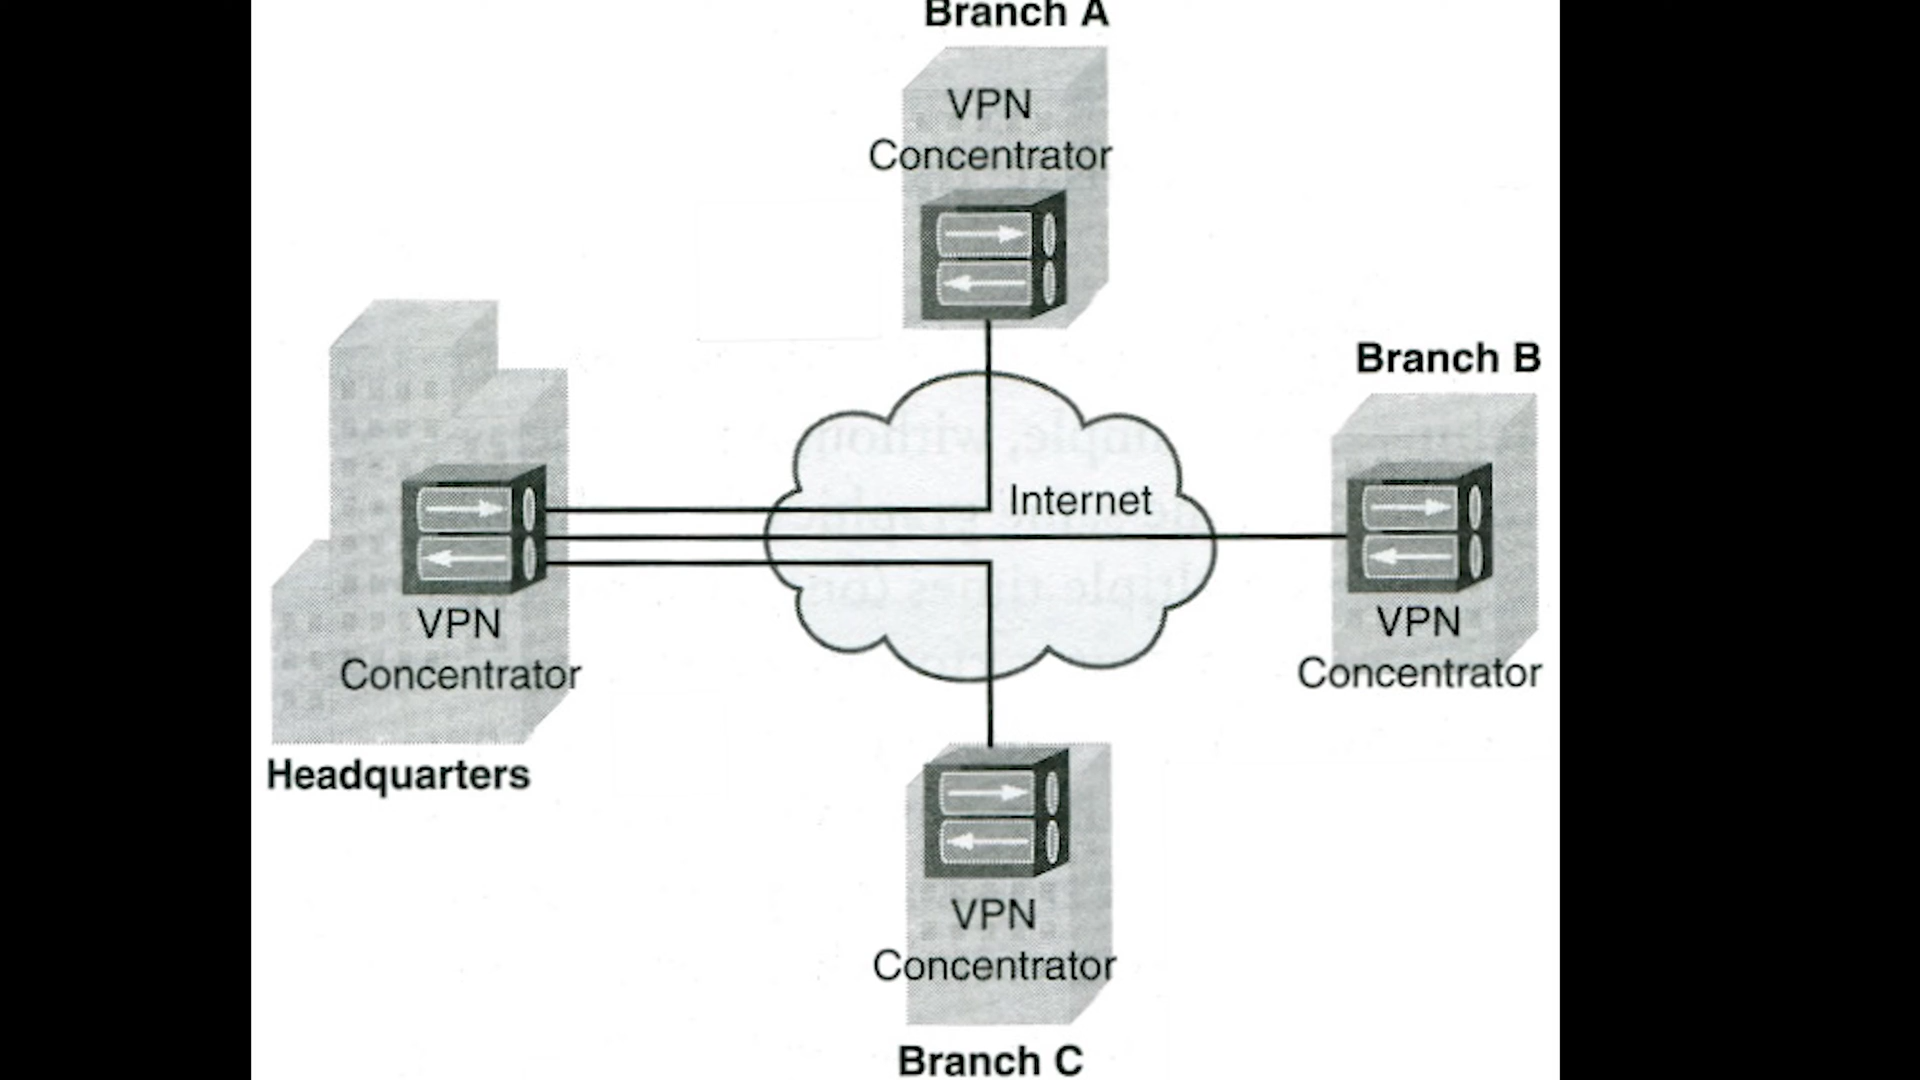 Branch A
VPN
Concentrator
Branch B
Internet
VPN
Concentrator
Headquarters
VPN
Concentrator
VPN
Concentrator
Branch C